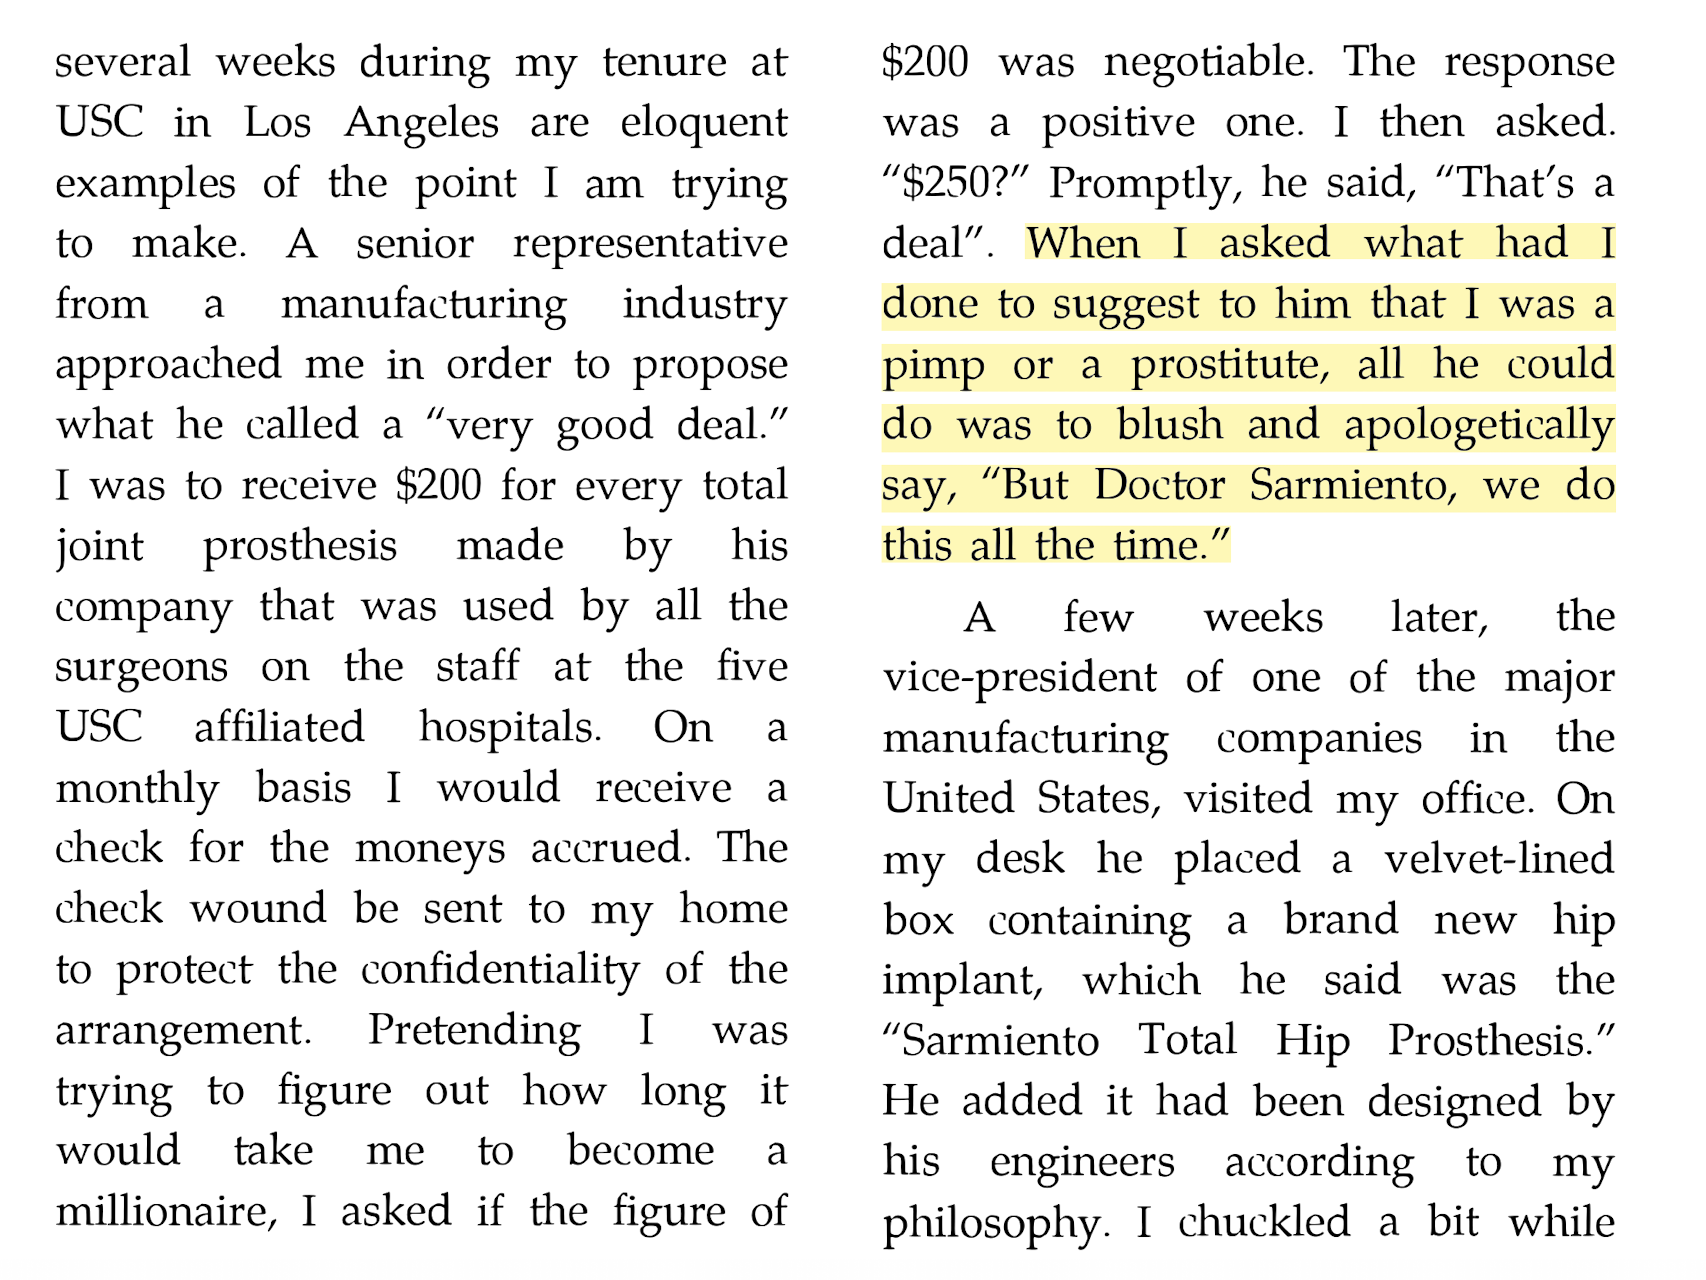 several weeks during my tenure at
USC in Los Angeles are eloquent
examples of the point I am trying
to make. A senior representative
from a manufacturing industry
approached me in order to propose
what he called a “very good deal.”
I was to receive $200 for every total
joint prosthesis made by his
company that was used by all the
surgeons on the staff at the five
USC affiliated hospitals. On a
monthly basis I would receive a
check for the moneys accrued. The
check wound be sent to my home
to protect the confidentiality of the
arrangement. Pretending I was
trying to figure out how long it
would take me to become a
millionaire, I asked if the figure of
$200 was negotiable. The response
was a positive one. I then asked.
“$250?” Promptly, he said, “That’s a
deal”. When I asked what had I
done to suggest to him that I was a
pimp or a prostitute, all he could
do was to blush and apologetically
say, “But Doctor Sarmiento, we do
this all the time.”
A few weeks later, the
vice-president of one of the major
manufacturing companies in the
United States, visited my office. On
my desk he placed a velvet-lined
box containing a brand new hip
implant, which he said was the
“Sarmiento Total Hip Prosthesis.”
He added it had been designed by
his engineers according to my
philosophy. I chuckled a bit while